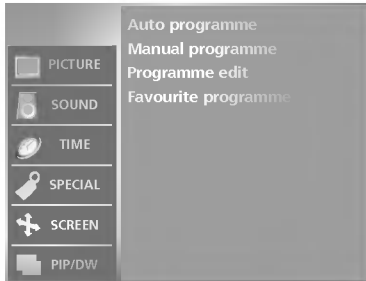 Auto programme
Manual programme
Programme edit
Favourite programme
PICTURE
SOUND
TIME
SPECIAL
SCREEN
PIP/DW